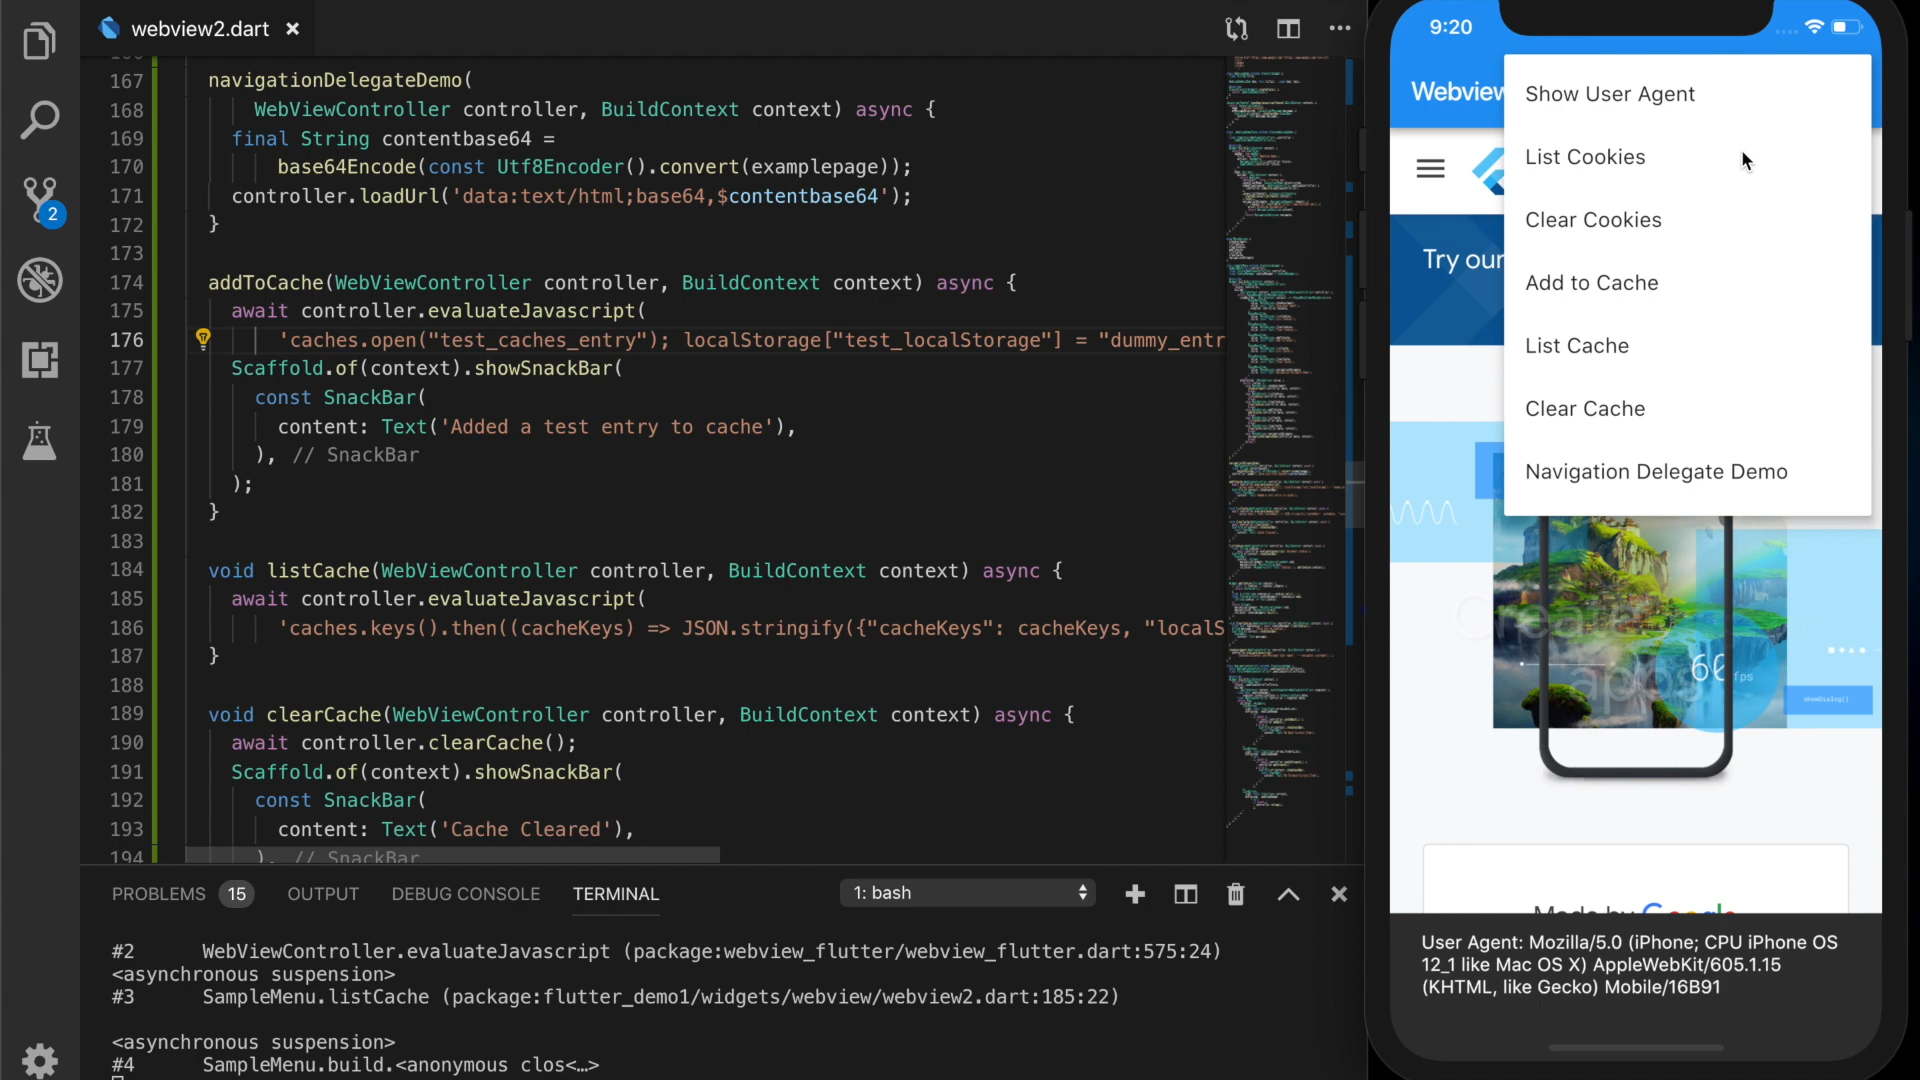 webview2.dart
167 navigationDelegateDemo(
168 WebViewController controller, BuildContext context) async {
169 final String contentbase64 =
170 base64Encode(const Utf8Encoder().convert(examplepage));
171 controller.loadUrl('data:text/html;base64,$contentbase64');
172 }
173
174 addToCache(WebViewController controller, BuildContext context) async {
175 await controller.evaluateJavascript(
176 'caches.open("test_caches_entry"); localStorage["test_localStorage"] = "dummy_entr
177 Scaffold.of(context).showSnackBar(
178 const SnackBar(
179 content: Text('Added a test entry to cache'),
180 ), // SnackBar
181 );
182 }
183
184 void listCache(WebViewController controller, BuildContext context) async {
185 await controller.evaluateJavascript(
186 'caches.keys().then((cacheKeys) => JSON.stringify({"cacheKeys": cacheKeys, "localS
187 }
188
189 void clearCache(WebViewController controller, BuildContext context) async {
190 await controller.clearCache();
191 Scaffold.of(context).showSnackBar(
192 const SnackBar(
193 content: Text('Cache Cleared'),
194 ), // SnackBar
2
PROBLEMS 15 OUTPUT DEBUG CONSOLE TERMINAL 1: bash
#2 WebViewController.evaluateJavascript (package:webview_flutter/webview_flutter.dart:575:24)
<asynchronous suspension>
#3 SampleMenu.listCache (package:flutter_demo1/widgets/webview/webview2.dart:185:22)
<asynchronous suspension>
#4 SampleMenu.build.<anonymous clos<…>
9:20
Webview
Show User Agent
List Cookies
Clear Cookies
Add to Cache
List Cache
Clear Cache
Navigation Delegate Demo
Try our
60 fps
showDialog()
Made by Google
User Agent: Mozilla/5.0 (iPhone; CPU iPhone OS
12_1 like Mac OS X) AppleWebKit/605.1.15
(KHTML, like Gecko) Mobile/16B91